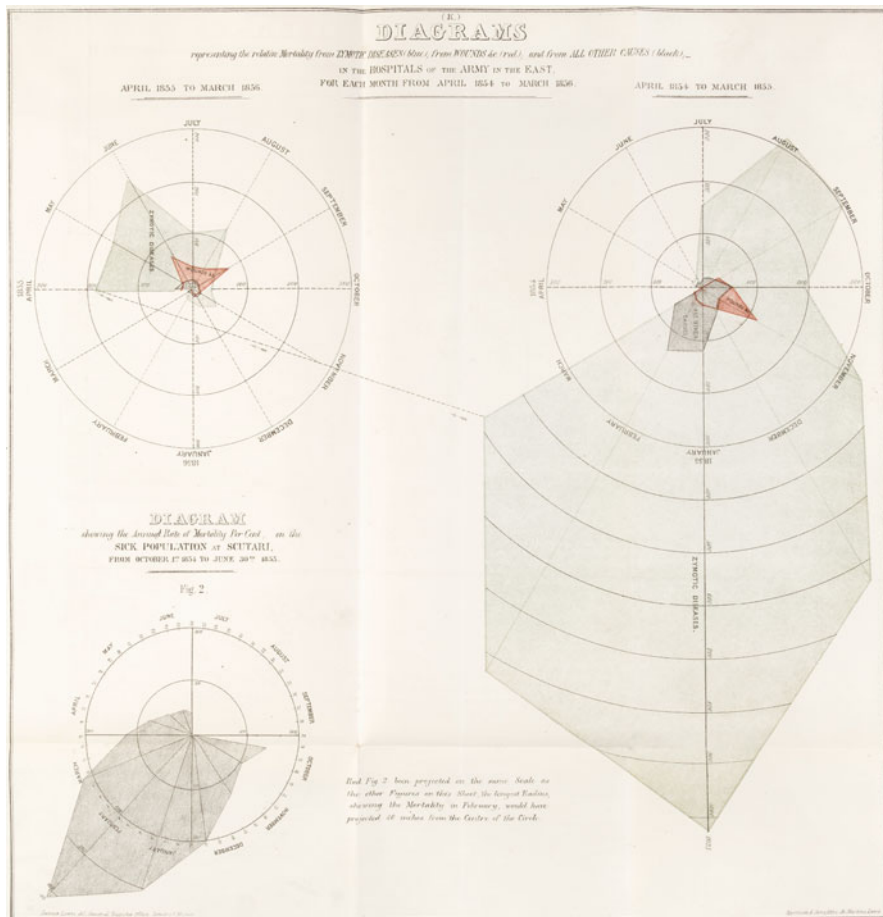 (K.)
DIAGRAMS
representing the relative Mortality from ZYMOTIC DISEASES (blue), from WOUNDS &c (red), and from ALL OTHER CAUSES (black),
IN THE HOSPITALS OF THE ARMY IN THE EAST,
FOR EACH MONTH FROM APRIL 1854 TO MARCH 1856.
APRIL 1855 TO MARCH 1856.
APRIL 1854 TO MARCH 1855.
JULY
AUGUST
SEPTEMBER
OCTOBER
NOVEMBER
DECEMBER
JANUARY
1856
FEBRUARY
MARCH
1855
APRIL
MAY
JUNE
ZYMOTIC DISEASES.
JULY
AUGUST
SEPTEMBER
OCTOBER
NOVEMBER
DECEMBER
JANUARY
1855
FEBRUARY
MARCH
1854
APRIL
MAY
JUNE
ZYMOTIC DISEASES.
DIAGRAM
shewing the Annual Rate of Mortality Per Cent, on the
SICK POPULATION AT SCUTARI,
FROM OCTOBER 1st 1854 TO JUNE 30TH 1855.
Fig. 2.
JUNE
JULY
AUGUST
SEPTEMBER
OCTOBER
NOVEMBER
DECEMBER
JANUARY
FEBRUARY
MARCH
APRIL
MAY
Had Fig. 2. been projected on the same Scale as
the other Figures on this Sheet, the longest Radius,
shewing the Mortality in February, would have
projected inches from the Centre of the Circle.